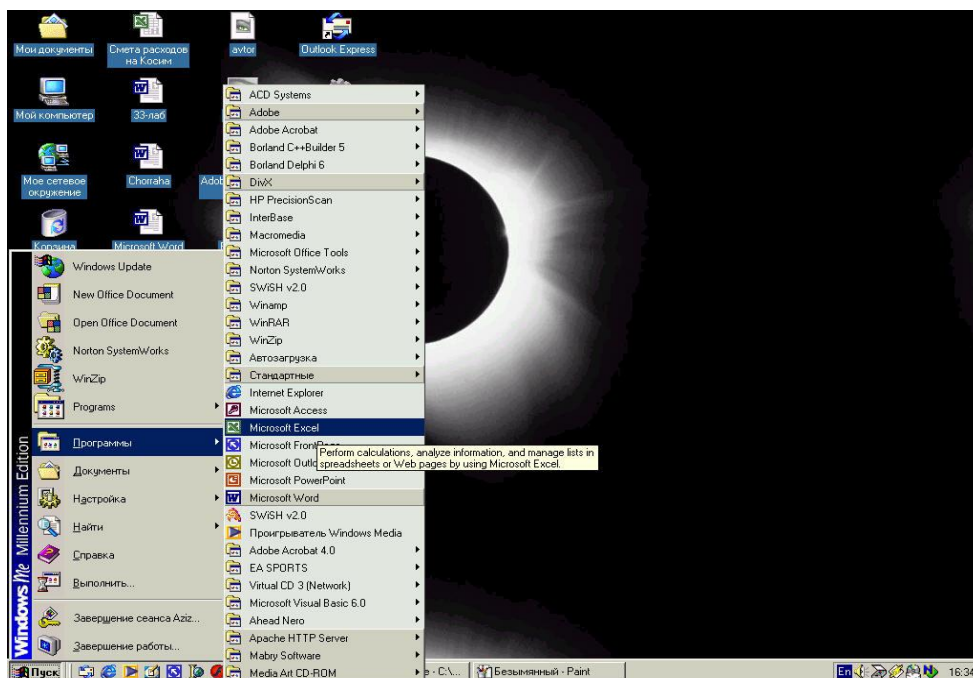 Мои документы
Смета расходов
на Косим
avtor
Outlook Express
Мой компьютер
33-лаб
Мое сетевое
окружение
Chorraha
Корзина
Microsoft Word
Windows Update
New Office Document
Open Office Document
Norton SystemWorks
WinZip
Programs
Программы
Документы
Настройка
Найти
Справка
Выполнить...
Завершение сеанса Aziz...
Завершение работы...
Windows Me Millennium Edition
ACD Systems
Adobe
Adobe Acrobat
Borland C++Builder 5
Borland Delphi 6
DivX
HP PrecisionScan
InterBase
Macromedia
Microsoft Office Tools
Norton SystemWorks
SWiSH v2.0
Winamp
WinRAR
WinZip
Автозагрузка
Стандартные
Internet Explorer
Microsoft Access
Microsoft Excel
Microsoft
Perform calculations, analyze information, and manage lists in
spreadsheets or Web pages by using Microsoft Excel.
Microsoft
Microsoft PowerPoint
Microsoft Word
SWiSH v2.0
Проигрыватель Windows Media
Adobe Acrobat 4.0
EA SPORTS
Virtual CD 3 (Network)
Microsoft Visual Basic 6.0
Ahead Nero
Apache HTTP Server
Mabry Software
Media Art CD-ROM
Пуск
Безымянный - Paint
En
16:34